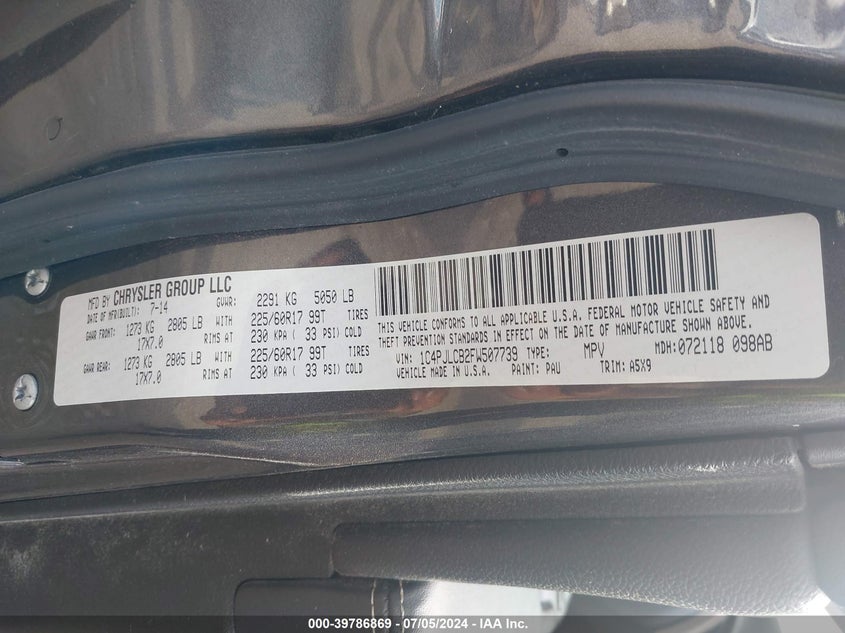 MFD BY CHRYSLER GROUP LLC
DATE OF MFR(BUILT): 7-14 GVWR: 2291 KG 5050 LB
GAWR FRONT: 1273 KG 2805 LB WITH 225/60R17 99T TIRES
17X7.0 RIMS AT 230 KPA ( 33 PSI) COLD
GAWR REAR: 1273 KG 2805 LB WITH 225/60R17 99T TIRES
17X7.0 RIMS AT 230 KPA ( 33 PSI) COLD
THIS VEHICLE CONFORMS TO ALL APPLICABLE U.S.A. FEDERAL MOTOR VEHICLE SAFETY AND
THEFT PREVENTION STANDARDS IN EFFECT ON THE DATE OF MANUFACTURE SHOWN ABOVE.
VIN: 1C4PJLCB2FW507739 TYPE: MPV MDH:072118 098AB
VEHICLE MADE IN U.S.A. PAINT: PAU TRIM: A5X9
000-39786869 - 07/05/2024 - IAA Inc.